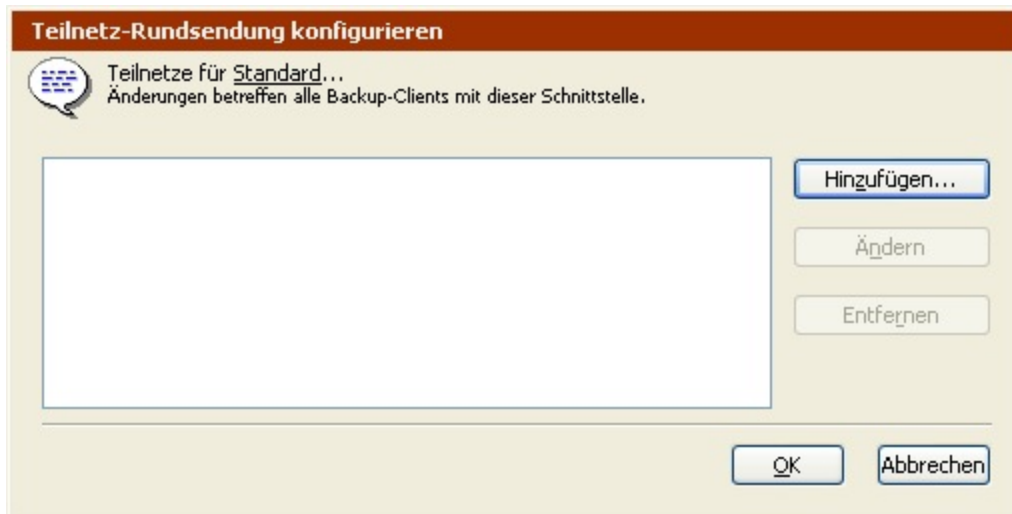 Teilnetz-Rundsendung konfigurieren
Teilnetze für Standard...
Änderungen betreffen alle Backup-Clients mit dieser Schnittstelle.
Hinzufügen...
Ändern
Entfernen
OK
Abbrechen